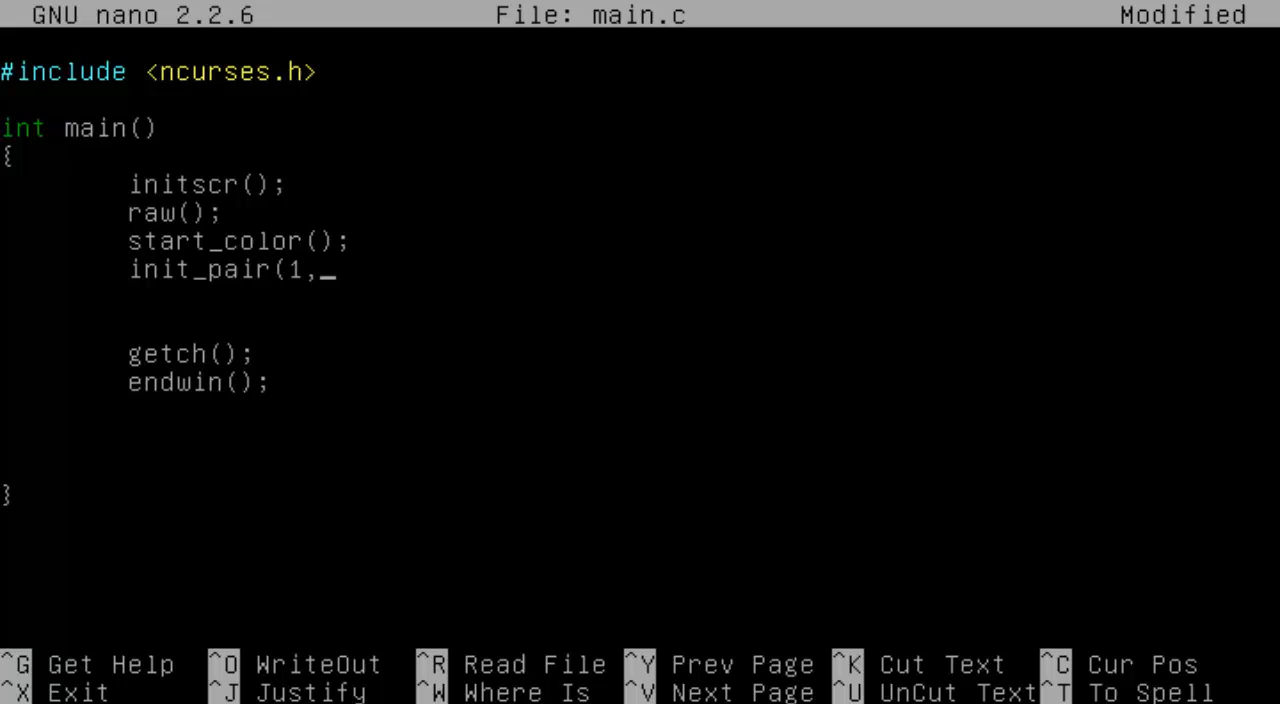 GNU nano 2.2.6 File: main.c Modified
#include <ncurses.h>
int main()
{
initscr();
raw();
start_color();
init_pair(1,_
getch();
endwin();
}
^G Get Help ^O WriteOut ^R Read File ^Y Prev Page ^K Cut Text ^C Cur Pos
^X Exit ^J Justify ^W Where Is ^V Next Page ^U UnCut Text ^T To Spell